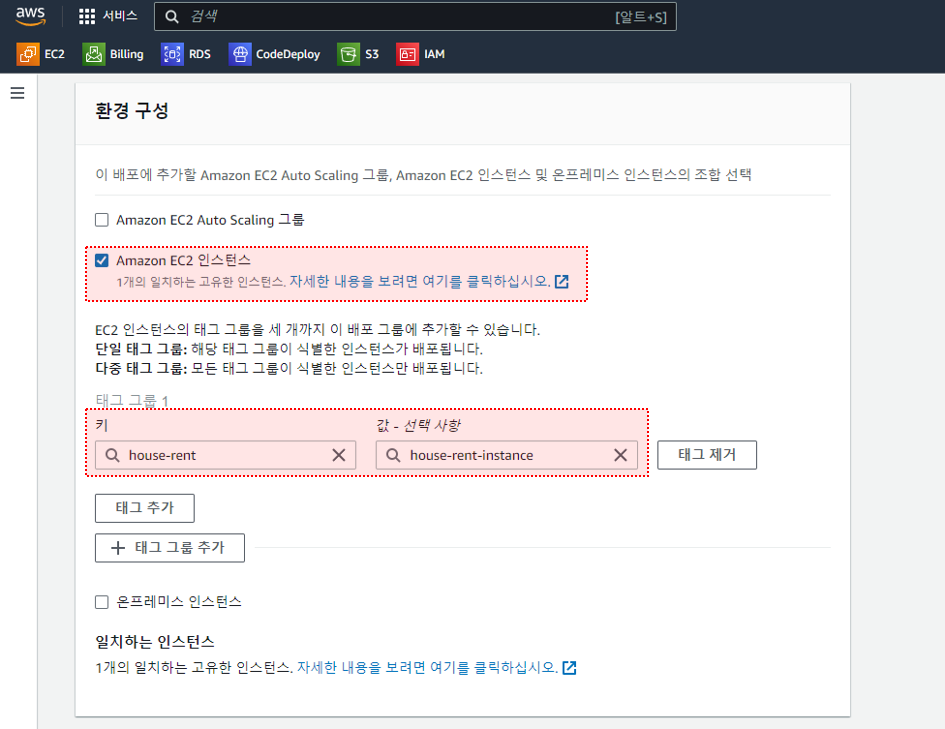 aws
서비스
검색
[알트+S]
EC2 Billing RDS CodeDeploy S3 IAM
환경 구성
이 배포에 추가할 Amazon EC2 Auto Scaling 그룹, Amazon EC2 인스턴스 및 온프레미스 인스턴스의 조합 선택
Amazon EC2 Auto Scaling 그룹
Amazon EC2 인스턴스
1개의 일치하는 고유한 인스턴스. 자세한 내용을 보려면 여기를 클릭하십시오.
EC2 인스턴스의 태그 그룹을 세 개까지 이 배포 그룹에 추가할 수 있습니다.
단일 태그 그룹: 해당 태그 그룹이 식별한 인스턴스가 배포됩니다.
다중 태그 그룹: 모든 태그 그룹이 식별한 인스턴스만 배포됩니다.
태그 그룹 1
키
값 - 선택 사항
house-rent
house-rent-instance
태그 제거
태그 추가
태그 그룹 추가
온프레미스 인스턴스
일치하는 인스턴스
1개의 일치하는 고유한 인스턴스. 자세한 내용을 보려면 여기를 클릭하십시오.